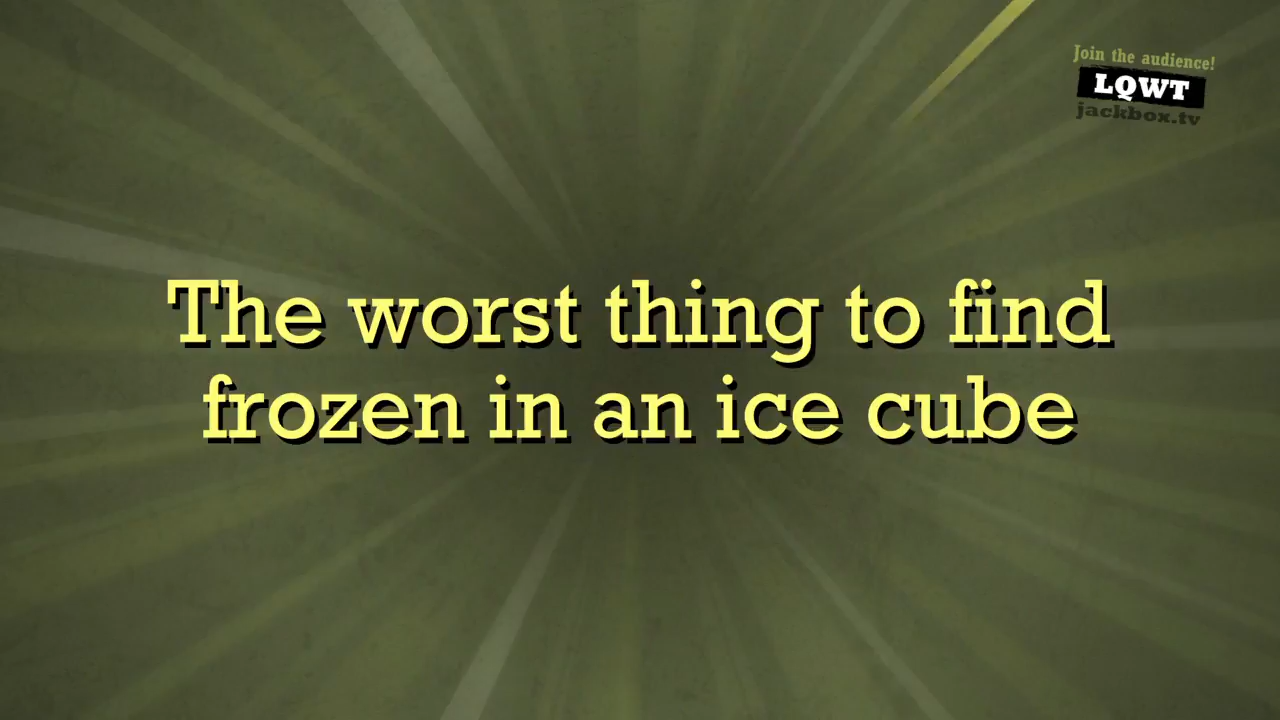 Join the audience!
LQWT
jackbox.tv
The worst thing to find
frozen in an ice cube